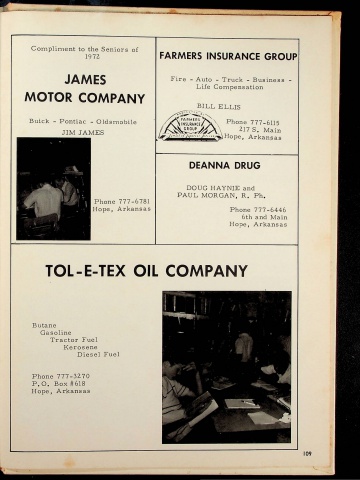 Compliment to the Seniors of
1972
JAMES
MOTOR COMPANY
Buick - Pontiac - Oldsmobile
JIM JAMES
Phone 777-6781
Hope, Arkansas
FARMERS INSURANCE GROUP
Fire - Auto - Truck - Business -
Life Compensation
BILL ELLIS
FARMERS
INSURANCE
GROUP
Phone 777-6115
217 S. Main
Hope, Arkansas
DEANNA DRUG
DOUG HAYNIE and
PAUL MORGAN, R. Ph.
Phone 777-6446
6th and Main
Hope, Arkansas
TOL-E-TEX OIL COMPANY
Butane
Gasoline
Tractor Fuel
Kerosene
Diesel Fuel
Phone 777-3270
P.O. Box #618
Hope, Arkansas
109